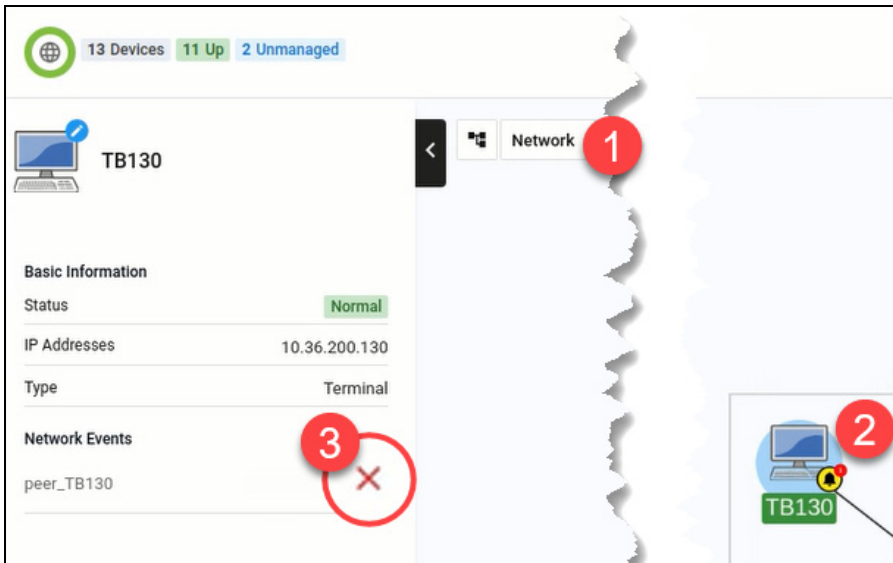 13 Devices 11 Up 2 Unmanaged
TB130
Network
1
Basic Information
Status Normal
IP Addresses 10.36.200.130
Type Terminal
Network Events
3
peer_TB130
2
TB130